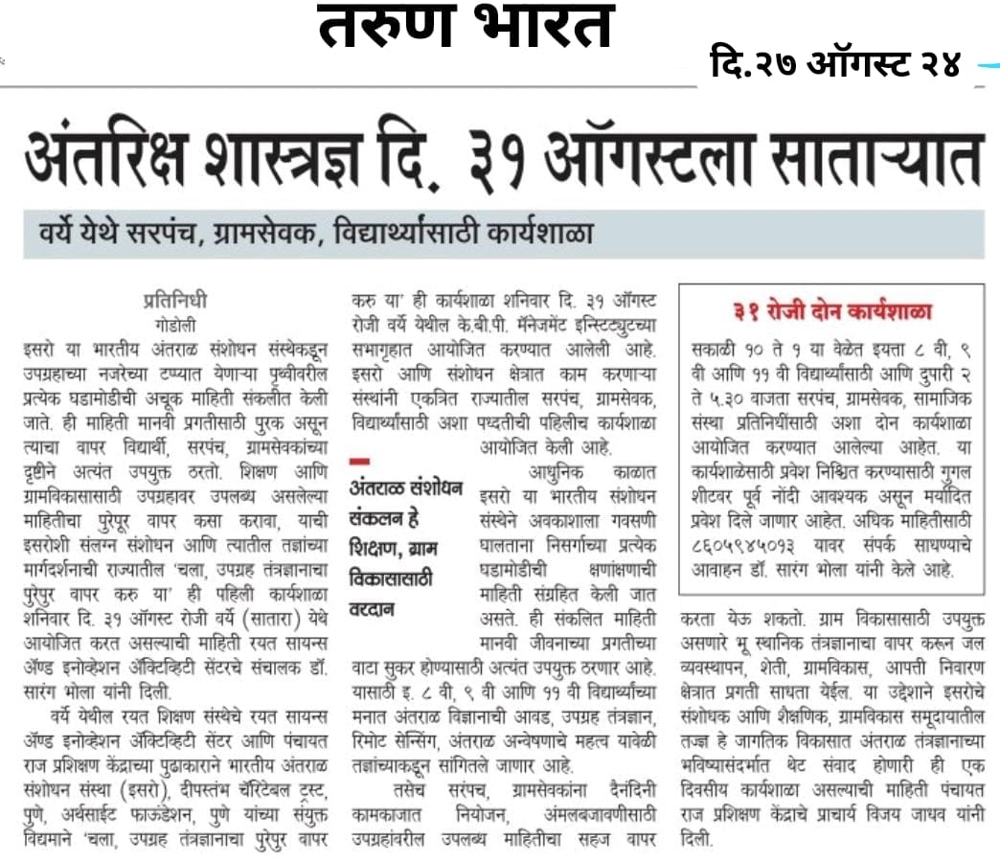 तरुण भारत
दि.२७ ऑगस्ट २४
अंतरिक्ष शास्त्रज्ञ दि. ३१ ऑगस्टला साताऱ्यात
वर्ये येथे सरपंच, ग्रामसेवक, विद्यार्थ्यांसाठी कार्यशाळा
प्रतिनिधी
गोडोली
इसरो या भारतीय अंतराळ संशोधन संस्थेकडून
उपग्रहाच्या नजरेच्या टप्प्यात येणाऱ्या पृथ्वीवरील
प्रत्येक घडामोडीची अचूक माहिती संकलीत केली
जाते. ही माहिती मानवी प्रगतीसाठी पुरक असून
त्याचा वापर विद्यार्थी, सरपंच, ग्रामसेवकांच्या
दृष्टीने अत्यंत उपयुक्त ठरतो. शिक्षण आणि
ग्रामविकासासाठी उपग्रहावर उपलब्ध असलेल्या
माहितीचा पुरेपूर वापर कसा करावा, याची
इसरोशी संलग्न संशोधन आणि त्यातील तज्ञांच्या
मार्गदर्शनाची राज्यातील 'चला, उपग्रह तंत्रज्ञानाचा
पुरेपुर वापर करु या' ही पहिली कार्यशाळा
शनिवार दि. ३१ ऑगस्ट रोजी वर्ये (सातारा) येथे
आयोजित करत असल्याची माहिती रयत सायन्स
ॲण्ड इनोव्हेशन ॲक्टिव्हिटी सेंटरचे संचालक डॉ.
सारंग भोला यांनी दिली.
वर्ये येथील रयत शिक्षण संस्थेचे रयत सायन्स
ॲण्ड इनोव्हेशन ॲक्टिव्हिटी सेंटर आणि पंचायत
राज प्रशिक्षण केंद्राच्या पुढाकाराने भारतीय अंतराळ
संशोधन संस्था (इसरो), दीपस्तंभ चॅरिटेबल ट्रस्ट,
पुणे, अर्थसाईट फाऊंडेशन, पुणे यांच्या संयुक्त
विद्यमाने 'चला, उपग्रह तंत्रज्ञानाचा पुरेपुर वापर
करु या' ही कार्यशाळा शनिवार दि. ३१ ऑगस्ट
रोजी वर्ये येथील के.बी.पी. मॅनेजमेंट इन्स्टिट्युटच्या
सभागृहात आयोजित करण्यात आलेली आहे.
इसरो आणि संशोधन क्षेत्रात काम करणाऱ्या
संस्थांनी एकत्रित राज्यातील सरपंच, ग्रामसेवक,
विद्यार्थ्यांसाठी अशा पध्दतीची पहिलीच कार्यशाळा
आयोजित केली आहे.
अंतराळ संशोधन
संकलन हे
शिक्षण, ग्राम
विकासासाठी
वरदान
आधुनिक काळात
इसरो या भारतीय संशोधन
संस्थेने अवकाशाला गवसणी
घालताना निसर्गाच्या प्रत्येक
घडामोडीची क्षणांक्षणाची
माहिती संग्रहित केली जात
असते. ही संकलित माहिती
मानवी जीवनाच्या प्रगतीच्या
वाटा सुकर होण्यासाठी अत्यंत उपयुक्त ठरणार आहे.
यासाठी इ. ८ वी, ९ वी आणि ११ वी विद्यार्थ्यांच्या
मनात अंतराळ विज्ञानाची आवड, उपग्रह तंत्रज्ञान,
रिमोट सेन्सिंग, अंतराळ अन्वेषणाचे महत्व यावेळी
तज्ञांच्याकडून सांगितले जाणार आहे.
तसेच सरपंच, ग्रामसेवकांना दैनंदिनी
कामकाजात नियोजन, अंमलबजावणीसाठी
उपग्रहांवरील उपलब्ध माहितीचा सहज वापर
३१ रोजी दोन कार्यशाळा
सकाळी १० ते १ या वेळेत इयत्ता ८ वी, ९
वी आणि ११ वी विद्यार्थ्यांसाठी आणि दुपारी २
ते ५.३० वाजता सरपंच, ग्रामसेवक, सामाजिक
संस्था प्रतिनिधींसाठी अशा दोन कार्यशाळा
आयोजित करण्यात आलेल्या आहेत. या
कार्यशाळेसाठी प्रवेश निश्चित करण्यासाठी गुगल
शीटवर पूर्व नोंदी आवश्यक असून मर्यादित
प्रवेश दिले जाणार आहेत. अधिक माहितीसाठी
८६०५९४५०१३ यावर संपर्क साधण्याचे
आवाहन डॉ. सारंग भोला यांनी केले आहे.
करता येऊ शकतो. ग्राम विकासासाठी उपयुक्त
असणारे भू स्थानिक तंत्रज्ञानाचा वापर करून जल
व्यवस्थापन, शेती, ग्रामविकास, आपती निवारण
क्षेत्रात प्रगती साधता येईल. या उद्देशाने इसरोचे
संशोधक आणि शैक्षणिक, ग्रामविकास समूदायातील
तज्ज्ञ हे जागतिक विकासात अंतराळ तंत्रज्ञानाच्या
भविष्यासंदर्भात थेट संवाद होणारी ही एक
दिवसीय कार्यशाळा असल्याची माहिती पंचायत
राज प्रशिक्षण केंद्राचे प्राचार्य विजय जाधव यांनी
दिली.